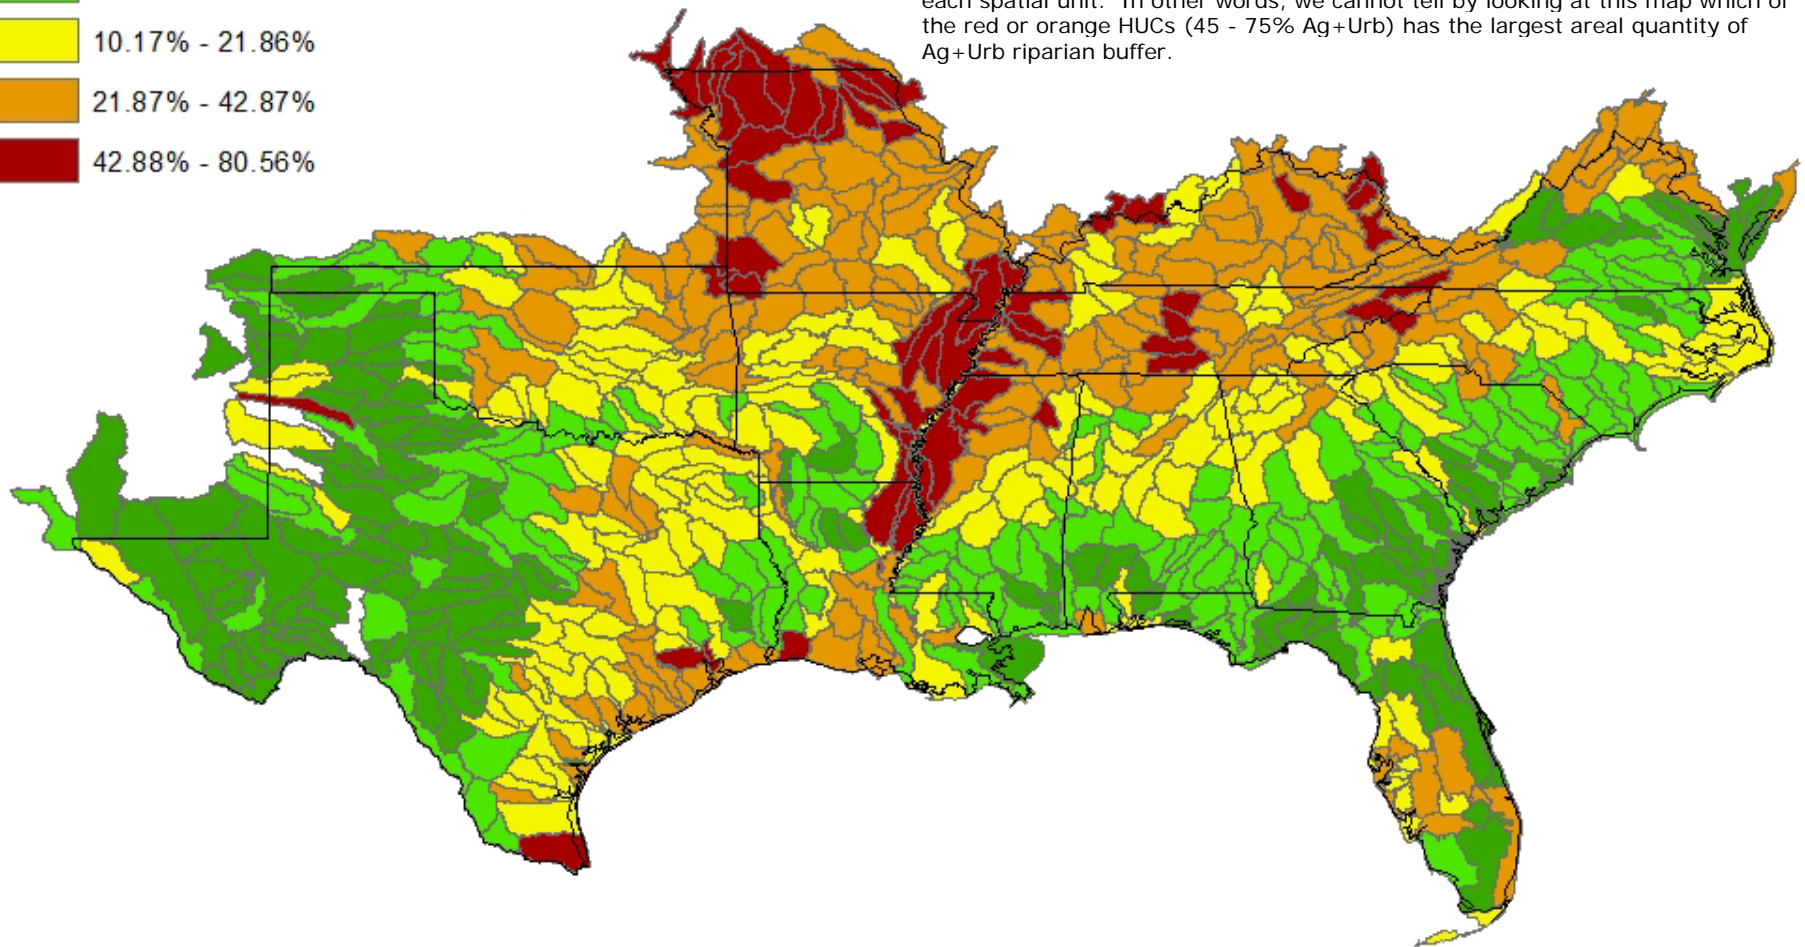 10.17% - 21.86%
21.87% - 42.87%
42.88% - 80.56%
each spatial unit. In other words, we cannot tell by looking at this map which of
the red or orange HUCs (45 - 75% Ag+Urb) has the largest areal quantity of
Ag+Urb riparian buffer.